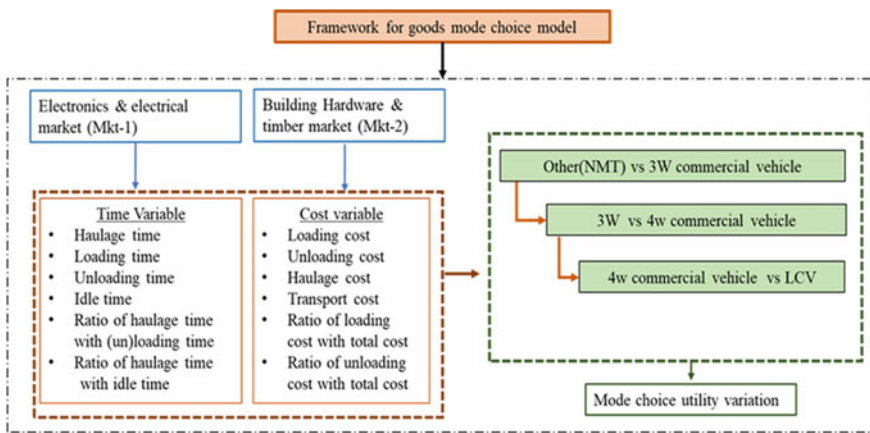 Framework for goods mode choice model
Electronics & electrical
market (Mkt-1)
Building Hardware &
timber market (Mkt-2)
Time Variable
• Haulage time
• Loading time
• Unloading time
• Idle time
• Ratio of haulage time
with (un)loading time
• Ratio of haulage time
with idle time
Cost variable
• Loading cost
• Unloading cost
• Haulage cost
• Transport cost
• Ratio of loading
cost with total cost
• Ratio of unloading
cost with total cost
Other(NMT) vs 3W commercial vehicle
3W vs 4w commercial vehicle
4w commercial vehicle vs LCV
Mode choice utility variation